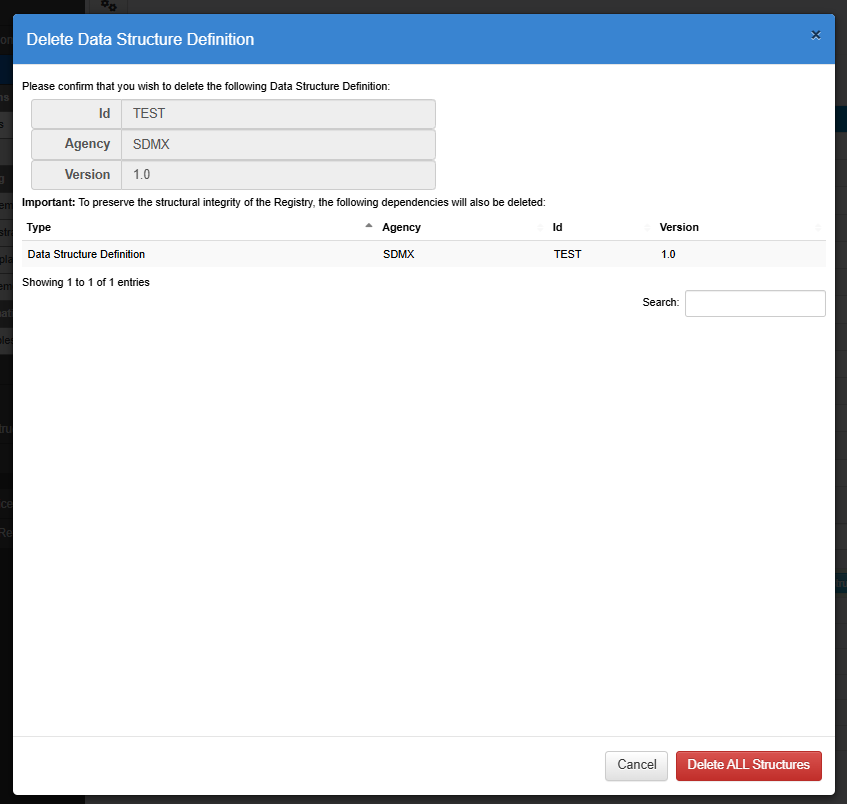 Delete Data Structure Definition
×
Please confirm that you wish to delete the following Data Structure Definition:
Id TEST
Agency SDMX
Version 1.0
Important: To preserve the structural integrity of the Registry, the following dependencies will also be deleted:
Type Agency Id Version
Data Structure Definition SDMX TEST 1.0
Showing 1 to 1 of 1 entries
Search:
Cancel Delete ALL Structures